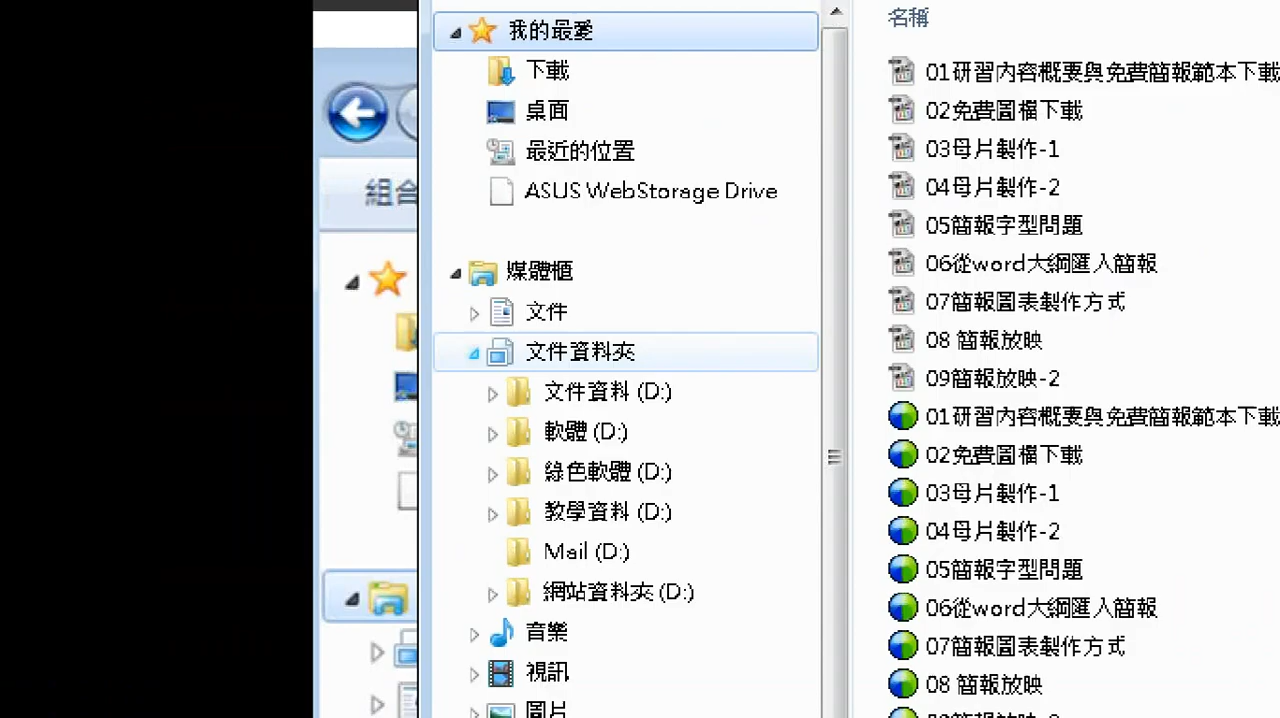 組合
我的最愛
下載
桌面
最近的位置
ASUS WebStorage Drive
媒體櫃
文件
文件資料夾
文件資料 (D:)
軟體 (D:)
綠色軟體 (D:)
教學資料 (D:)
Mail (D:)
網站資料夾 (D:)
音樂
視訊
圖片
名稱
01研習內容概要與免費簡報範本下載
02免費圖檔下載
03母片製作-1
04母片製作-2
05簡報字型問題
06從word大綱匯入簡報
07簡報圖表製作方式
08 簡報放映
09簡報放映-2
01研習內容概要與免費簡報範本下載
02免費圖檔下載
03母片製作-1
04母片製作-2
05簡報字型問題
06從word大綱匯入簡報
07簡報圖表製作方式
08 簡報放映